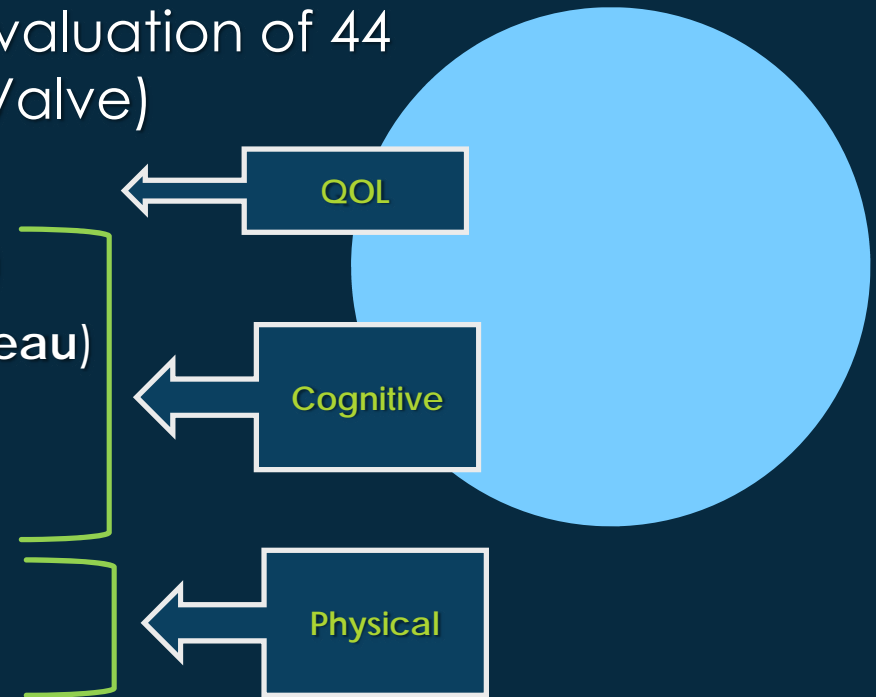 valuation of 44
Valve)
QOL
eau)
Cognitive
Physical